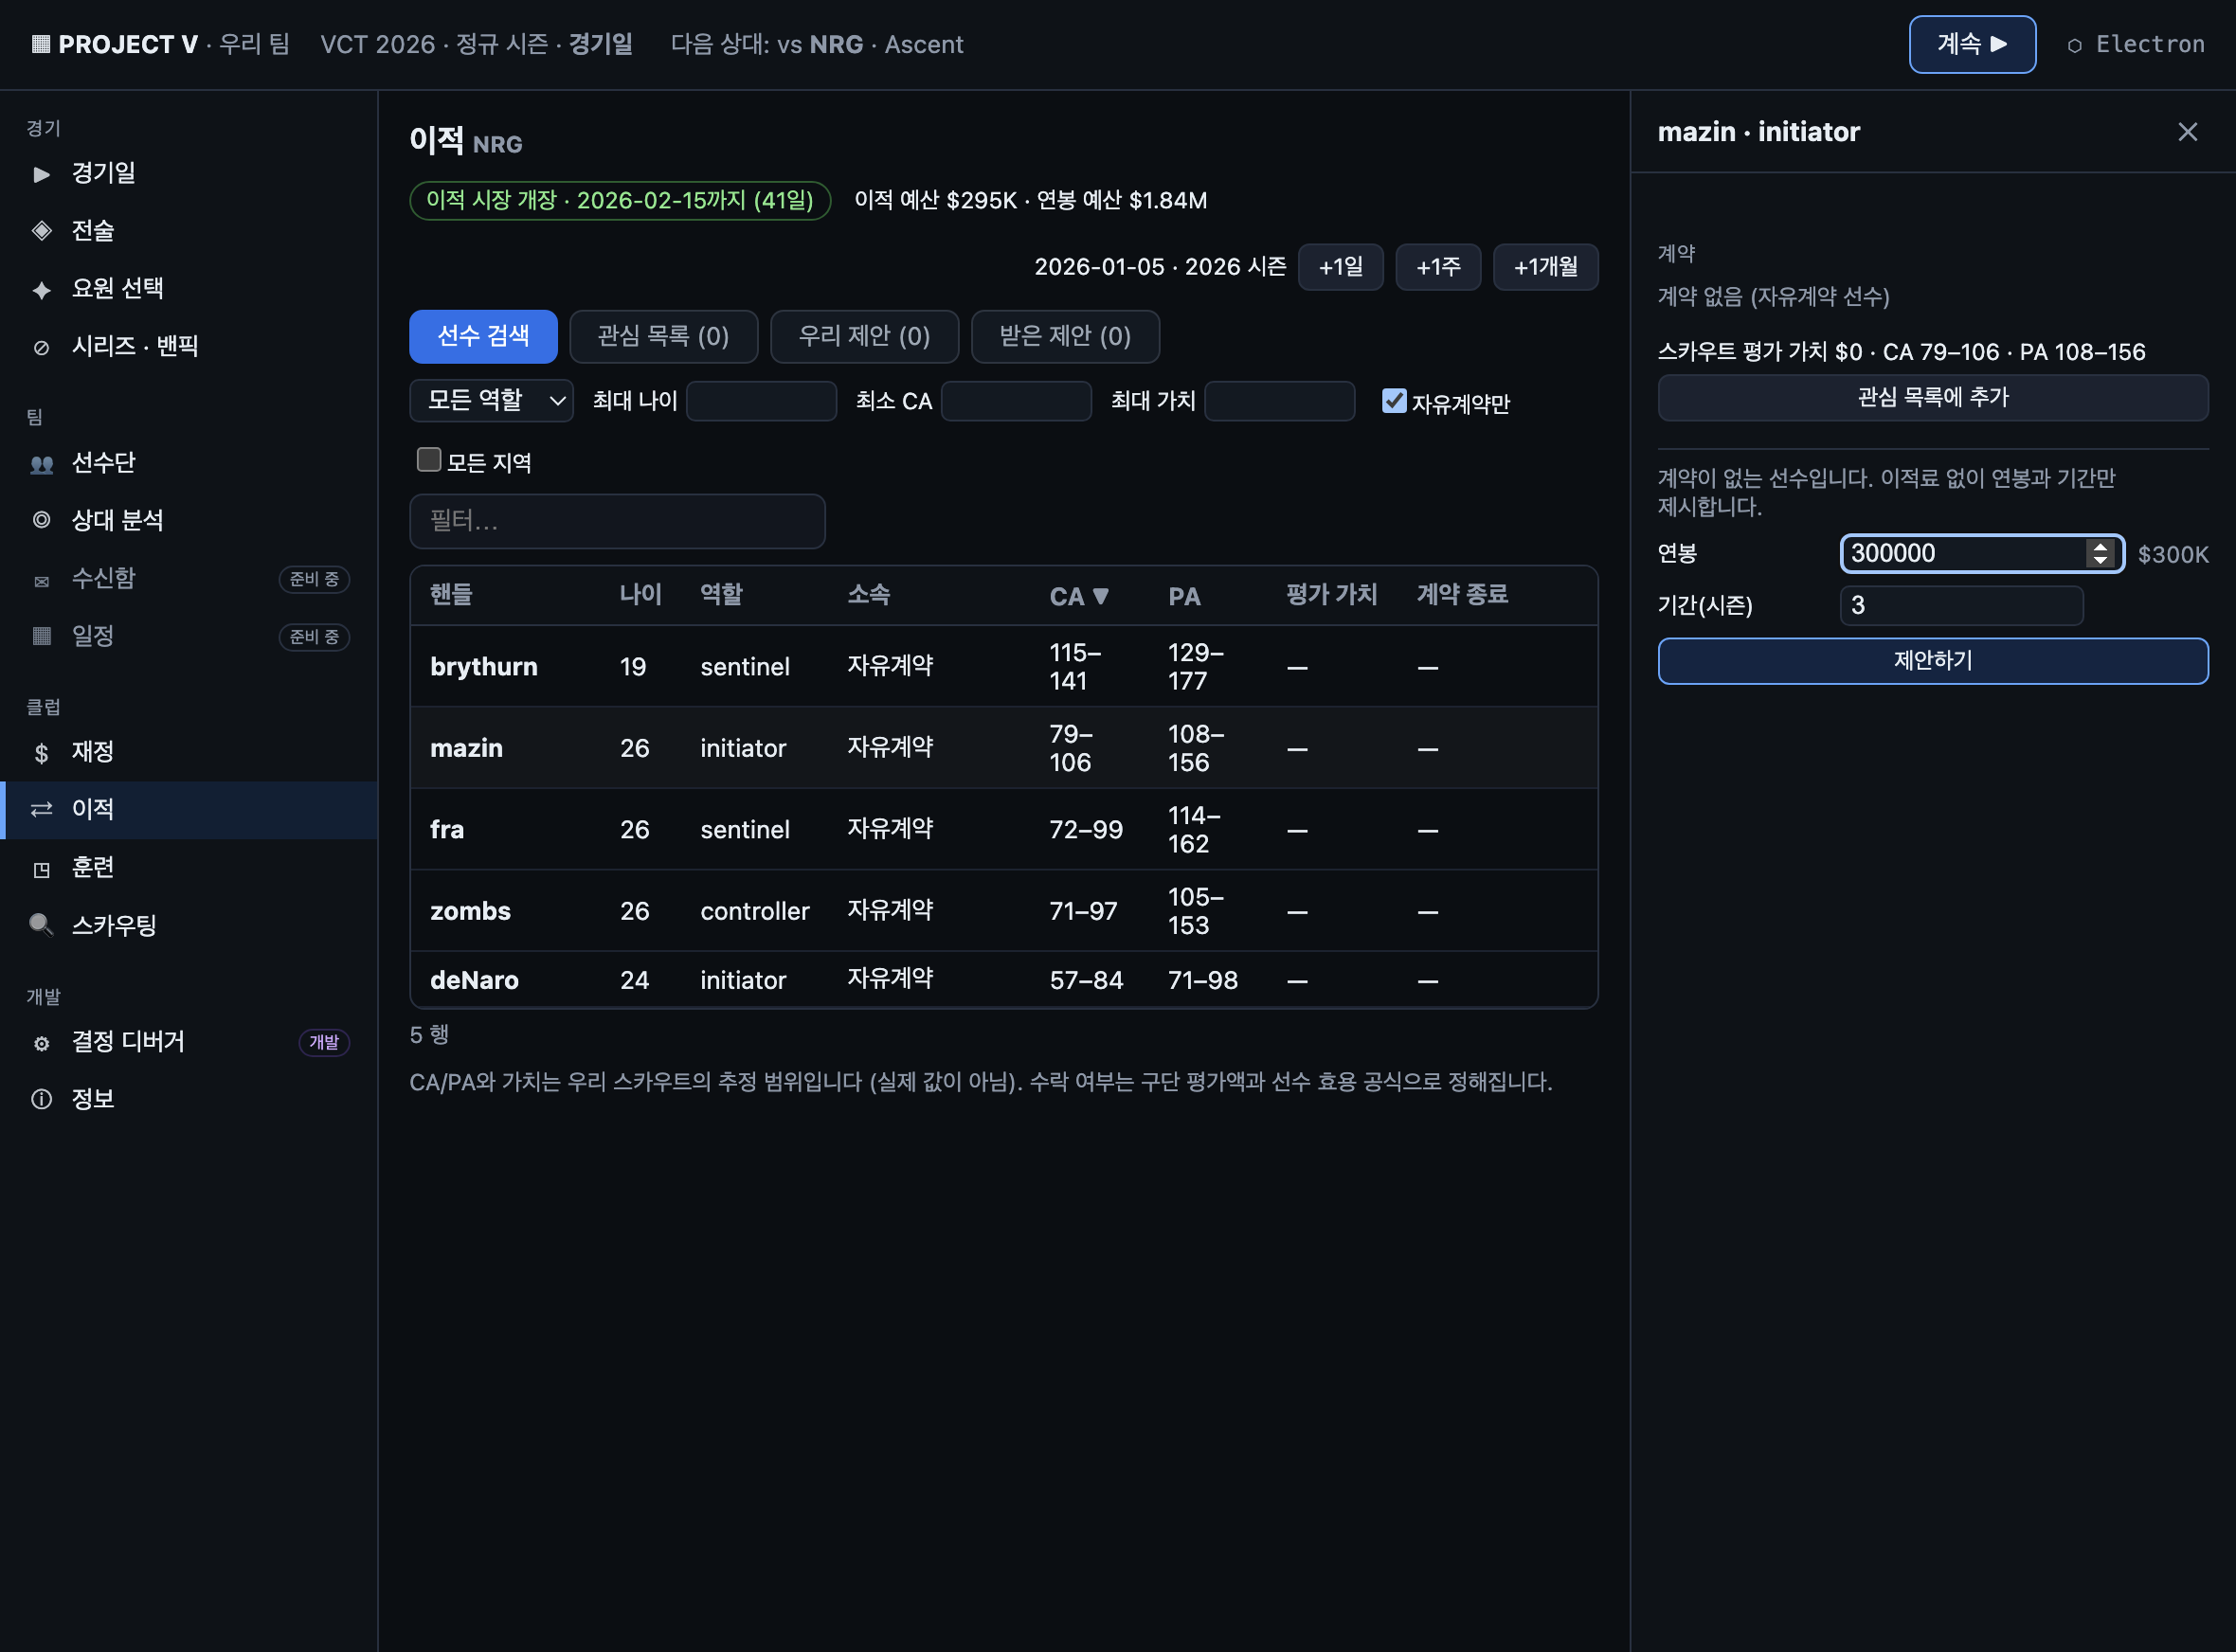 PROJECT V · 우리 팀 VCT 2026 · 정규 시즌 · 경기일 다음 상대: vs NRG · Ascent 계속 ▶ Electron
경기
경기일
전술
요원 선택
시리즈 · 밴픽
팀
선수단
상대 분석
수신함 준비 중
일정 준비 중
클럽
$ 재정
이적
훈련
스카우팅
개발
결정 디버거 개발
정보
이적 NRG
이적 시장 개장 · 2026-02-15까지 (41일) 이적 예산 $295K · 연봉 예산 $1.84M
2026-01-05 · 2026 시즌 +1일 +1주 +1개월
선수 검색 관심 목록 (0) 우리 제안 (0) 받은 제안 (0)
모든 역할 최대 나이 최소 CA 최대 가치 자유계약만
모든 지역
필터...
핸들 나이 역할 소속 CA ▼ PA 평가 가치 계약 종료
brythurn 19 sentinel 자유계약 115–141 129–177 — —
mazin 26 initiator 자유계약 79–106 108–156 — —
fra 26 sentinel 자유계약 72–99 114–162 — —
zombs 26 controller 자유계약 71–97 105–153 — —
deNaro 24 initiator 자유계약 57–84 71–98 — —
5 행
CA/PA와 가치는 우리 스카우트의 추정 범위입니다 (실제 값이 아님). 수락 여부는 구단 평가액과 선수 효용 공식으로 정해집니다.
mazin · initiator
계약
계약 없음 (자유계약 선수)
스카우트 평가 가치 $0 · CA 79–106 · PA 108–156
관심 목록에 추가
계약이 없는 선수입니다. 이적료 없이 연봉과 기간만
제시합니다.
연봉 300000 $300K
기간(시즌) 3
제안하기